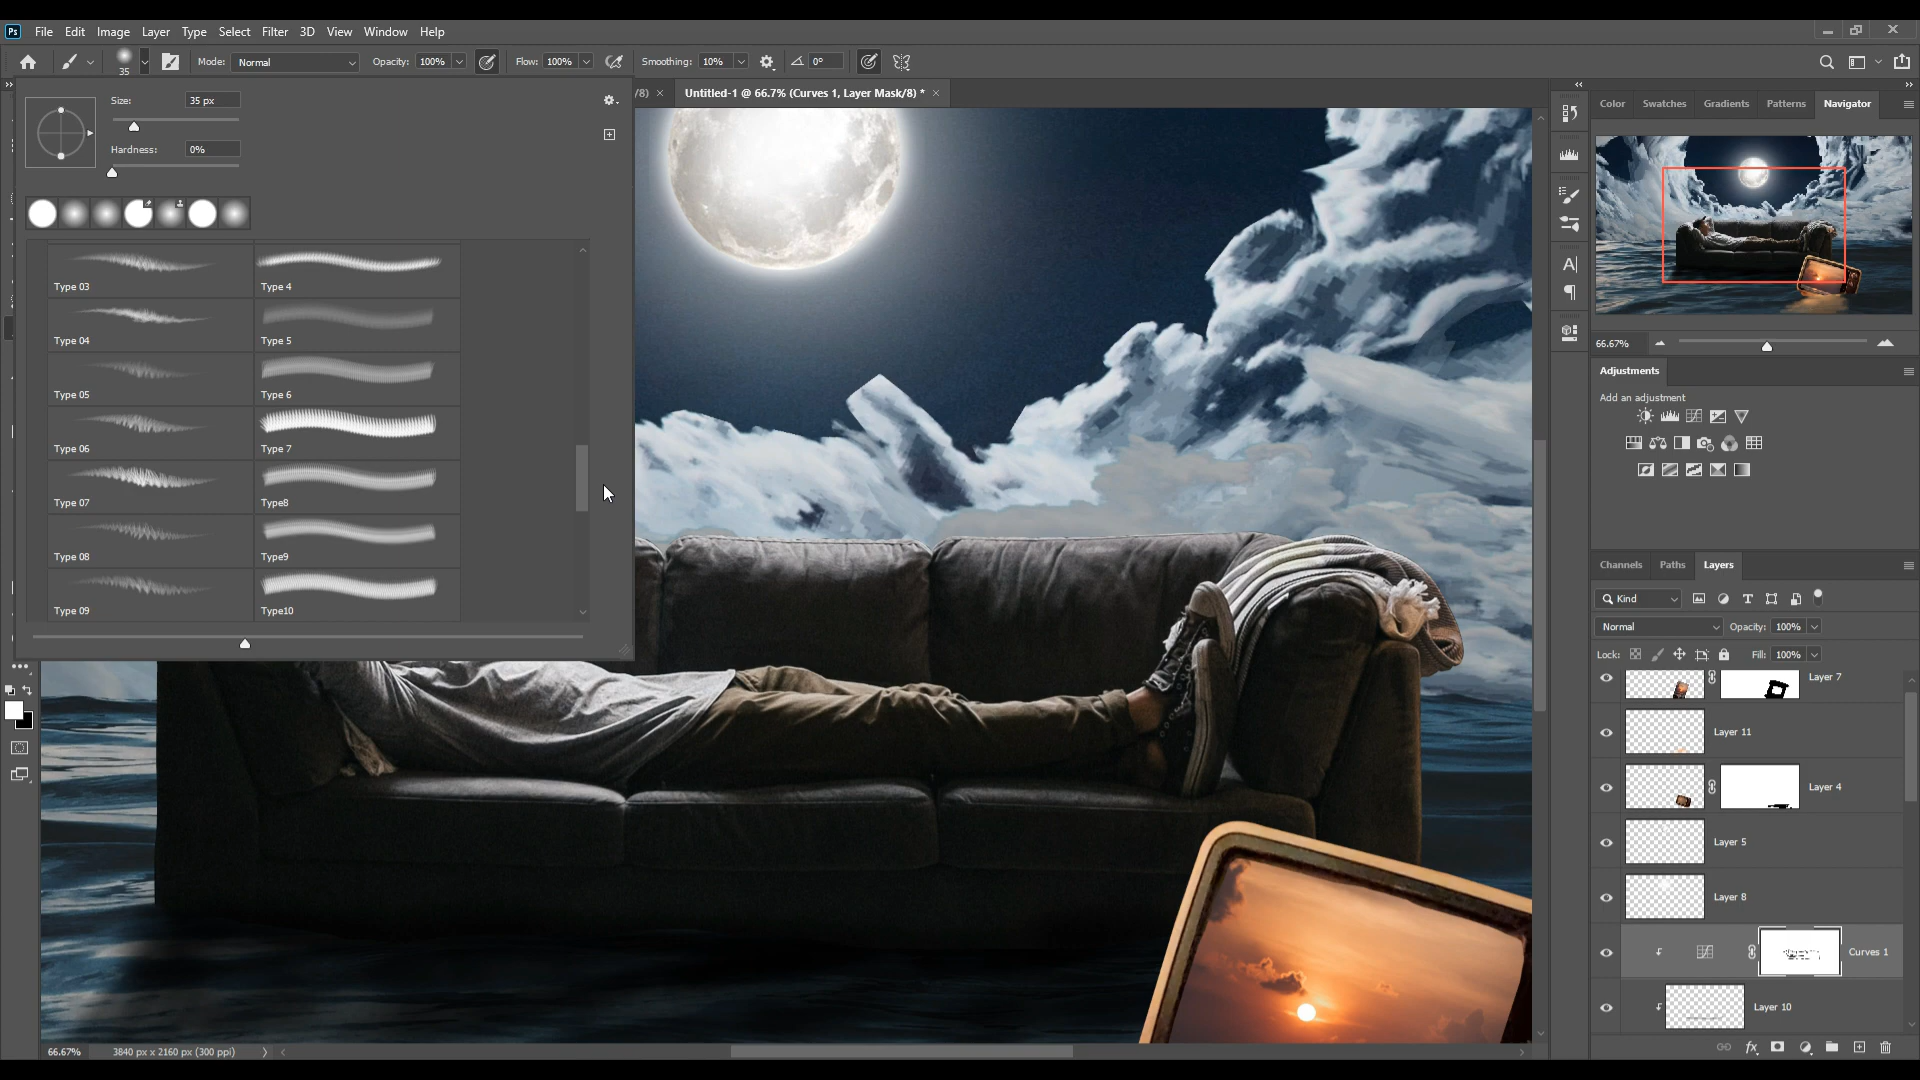 Ps File Edit Image Layer Type Select Filter 3D View Window Help
35 Mode: Normal Opacity: 100% Flow: 100% Smoothing: 10% 0°
/8) × Untitled-1 @ 66.7% (Curves 1, Layer Mask/8) * ×
Size: 35 px
Hardness: 0%
Type 03 Type 4
Type 04 Type 5
Type 05 Type 6
Type 06 Type 7
Type 07 Type8
Type 08 Type9
Type 09 Type10
66.67% 3840 px x 2160 px (300 ppi)
Color Swatches Gradients Patterns Navigator
66.67%
Adjustments
Add an adjustment
Channels Paths Layers
Kind
Normal Opacity: 100%
Lock: Fill: 100%
Layer 7
Layer 11
Layer 4
Layer 5
Layer 8
Curves 1
Layer 10
fx